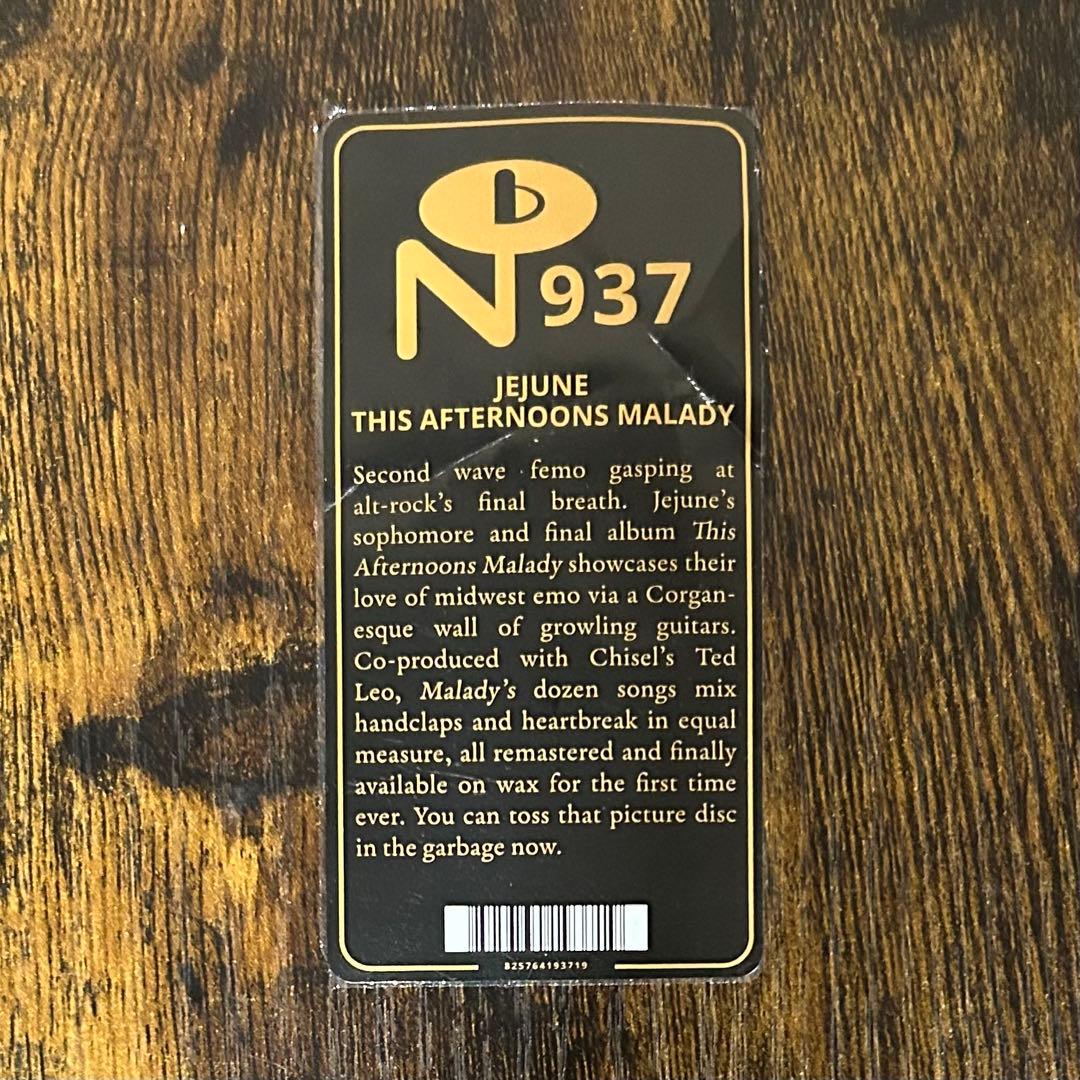 b
N 937
JEJUNE
THIS AFTERNOONS MALADY
Second wave femo gasping at
alt-rock's final breath. Jejune's
sophomore and final album This
Afternoons Malady showcases their
love of midwest emo via a Corgan-
esque wall of growling guitars.
Co-produced with Chisel's Ted
Leo, Malady's dozen songs mix
handclaps and heartbreak in equal
measure, all remastered and finally
available on wax for the first time
ever. You can toss that picture disc
in the garbage now.
825764193719